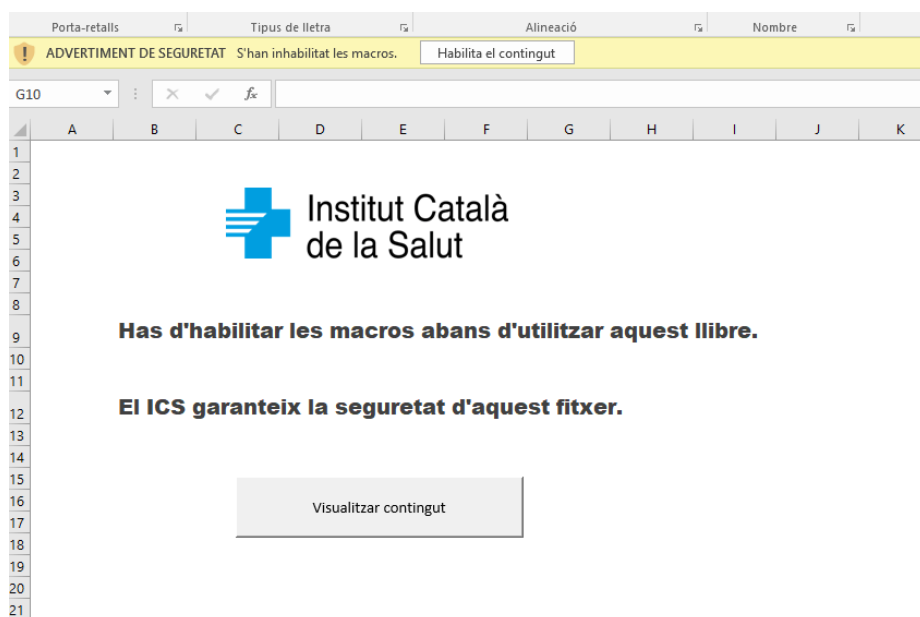 Porta-retalls Tipus de lletra Alineació Nombre
ADVERTIMENT DE SEGURETAT S'han inhabilitat les macros. Habilita el contingut
G10 fx
A B C D E F G H I J K
1
2
3
4
5
6
7
8
9
10
11
12
13
14
15
16
17
18
19
20
21
Institut Català
de la Salut
Has d'habilitar les macros abans d'utilitzar aquest llibre.
El ICS garanteix la seguretat d'aquest fitxer.
Visualitzar contingut